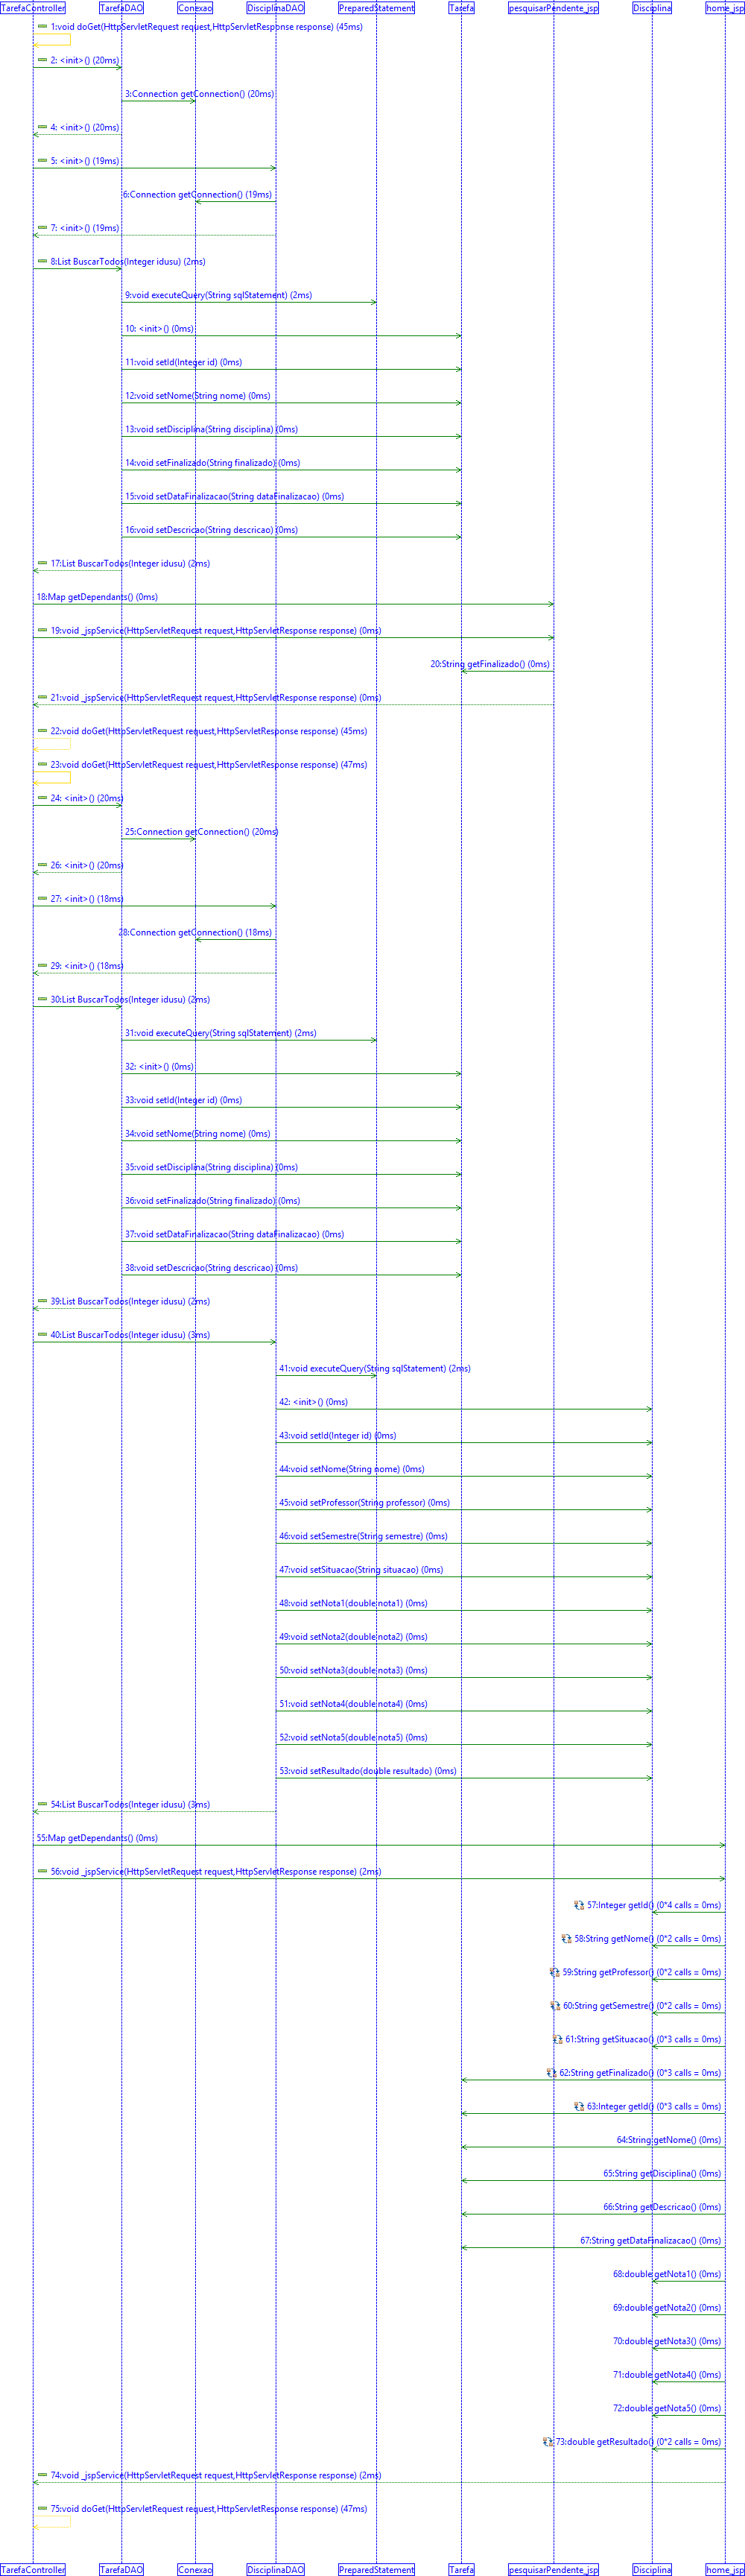 TarefaController TarefaDAO Conexao DisciplinaDAO PreparedStatement Tarefa pesquisarPendente_jsp Disciplina home_jsp
1:void doGet(HttpServletRequest request,HttpServletResponse response) (45ms)
2: <init>() (20ms)
3:Connection getConnection() (20ms)
4: <init>() (20ms)
5: <init>() (19ms)
6:Connection getConnection() (19ms)
7: <init>() (19ms)
8:List BuscarTodos(Integer idusu) (2ms)
9:void executeQuery(String sqlStatement) (2ms)
10: <init>() (0ms)
11:void setId(Integer id) (0ms)
12:void setNome(String nome) (0ms)
13:void setDisciplina(String disciplina) (0ms)
14:void setFinalizado(String finalizado) (0ms)
15:void setDataFinalizacao(String dataFinalizacao) (0ms)
16:void setDescricao(String descricao) (0ms)
17:List BuscarTodos(Integer idusu) (2ms)
18:Map getDependants() (0ms)
19:void _jspService(HttpServletRequest request,HttpServletResponse response) (0ms)
20:String getFinalizado() (0ms)
21:void _jspService(HttpServletRequest request,HttpServletResponse response) (0ms)
22:void doGet(HttpServletRequest request,HttpServletResponse response) (45ms)
23:void doGet(HttpServletRequest request,HttpServletResponse response) (47ms)
24: <init>() (20ms)
25:Connection getConnection() (20ms)
26: <init>() (20ms)
27: <init>() (18ms)
28:Connection getConnection() (18ms)
29: <init>() (18ms)
30:List BuscarTodos(Integer idusu) (2ms)
31:void executeQuery(String sqlStatement) (2ms)
32: <init>() (0ms)
33:void setId(Integer id) (0ms)
34:void setNome(String nome) (0ms)
35:void setDisciplina(String disciplina) (0ms)
36:void setFinalizado(String finalizado) (0ms)
37:void setDataFinalizacao(String dataFinalizacao) (0ms)
38:void setDescricao(String descricao) (0ms)
39:List BuscarTodos(Integer idusu) (2ms)
40:List BuscarTodos(Integer idusu) (3ms)
41:void executeQuery(String sqlStatement) (2ms)
42: <init>() (0ms)
43:void setId(Integer id) (0ms)
44:void setNome(String nome) (0ms)
45:void setProfessor(String professor) (0ms)
46:void setSemestre(String semestre) (0ms)
47:void setSituacao(String situacao) (0ms)
48:void setNota1(double nota1) (0ms)
49:void setNota2(double nota2) (0ms)
50:void setNota3(double nota3) (0ms)
51:void setNota4(double nota4) (0ms)
52:void setNota5(double nota5) (0ms)
53:void setResultado(double resultado) (0ms)
54:List BuscarTodos(Integer idusu) (3ms)
55:Map getDependants() (0ms)
56:void _jspService(HttpServletRequest request,HttpServletResponse response) (2ms)
57:Integer getId() (0*4 calls = 0ms)
58:String getNome() (0*2 calls = 0ms)
59:String getProfessor() (0*2 calls = 0ms)
60:String getSemestre() (0*2 calls = 0ms)
61:String getSituacao() (0*3 calls = 0ms)
62:String getFinalizado() (0*3 calls = 0ms)
63:Integer getId() (0*3 calls = 0ms)
64:String getNome() (0ms)
65:String getDisciplina() (0ms)
66:String getDescricao() (0ms)
67:String getDataFinalizacao() (0ms)
68:double getNota1() (0ms)
69:double getNota2() (0ms)
70:double getNota3() (0ms)
71:double getNota4() (0ms)
72:double getNota5() (0ms)
73:double getResultado() (0*2 calls = 0ms)
74:void _jspService(HttpServletRequest request,HttpServletResponse response) (2ms)
75:void doGet(HttpServletRequest request,HttpServletResponse response) (47ms)
TarefaController TarefaDAO Conexao DisciplinaDAO PreparedStatement Tarefa pesquisarPendente_jsp Disciplina home_jsp